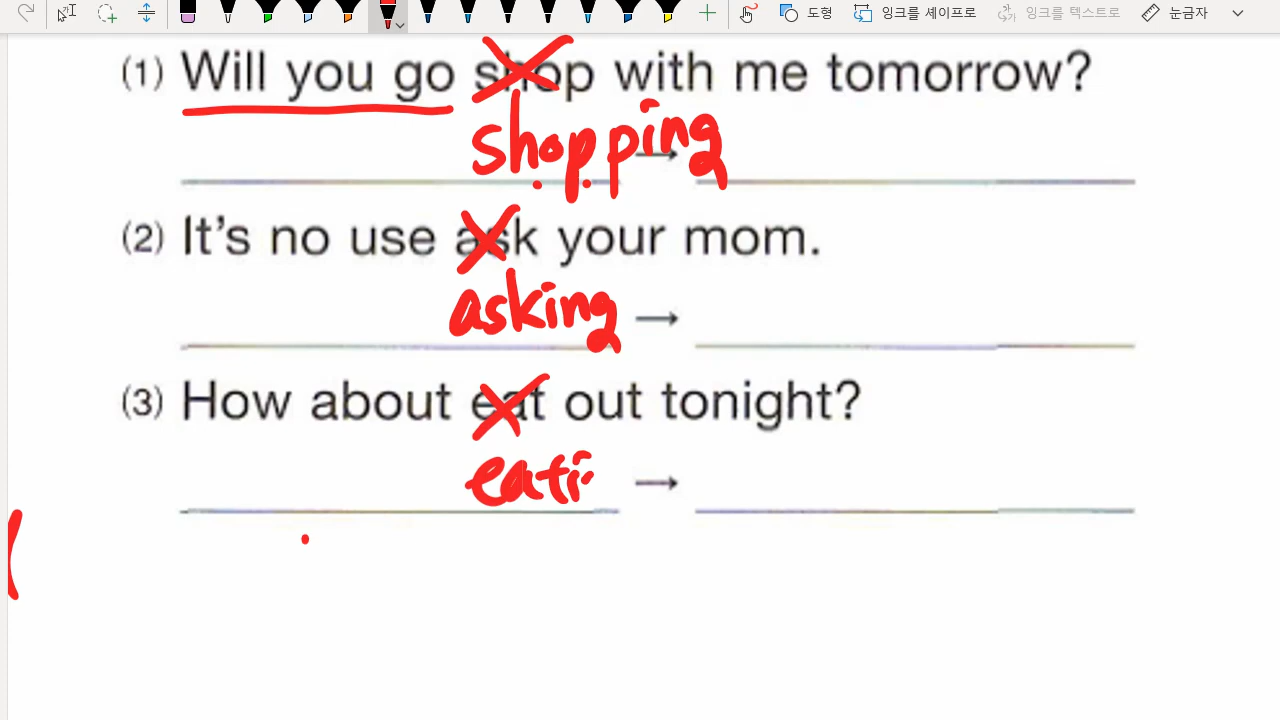 도형 잉크를 셰이프로 잉크를 텍스트로 눈금자
(1) Will you go shop with me tomorrow?
shopping →
(2) It's no use ask your mom.
asking →
(3) How about eat out tonight?
eati →